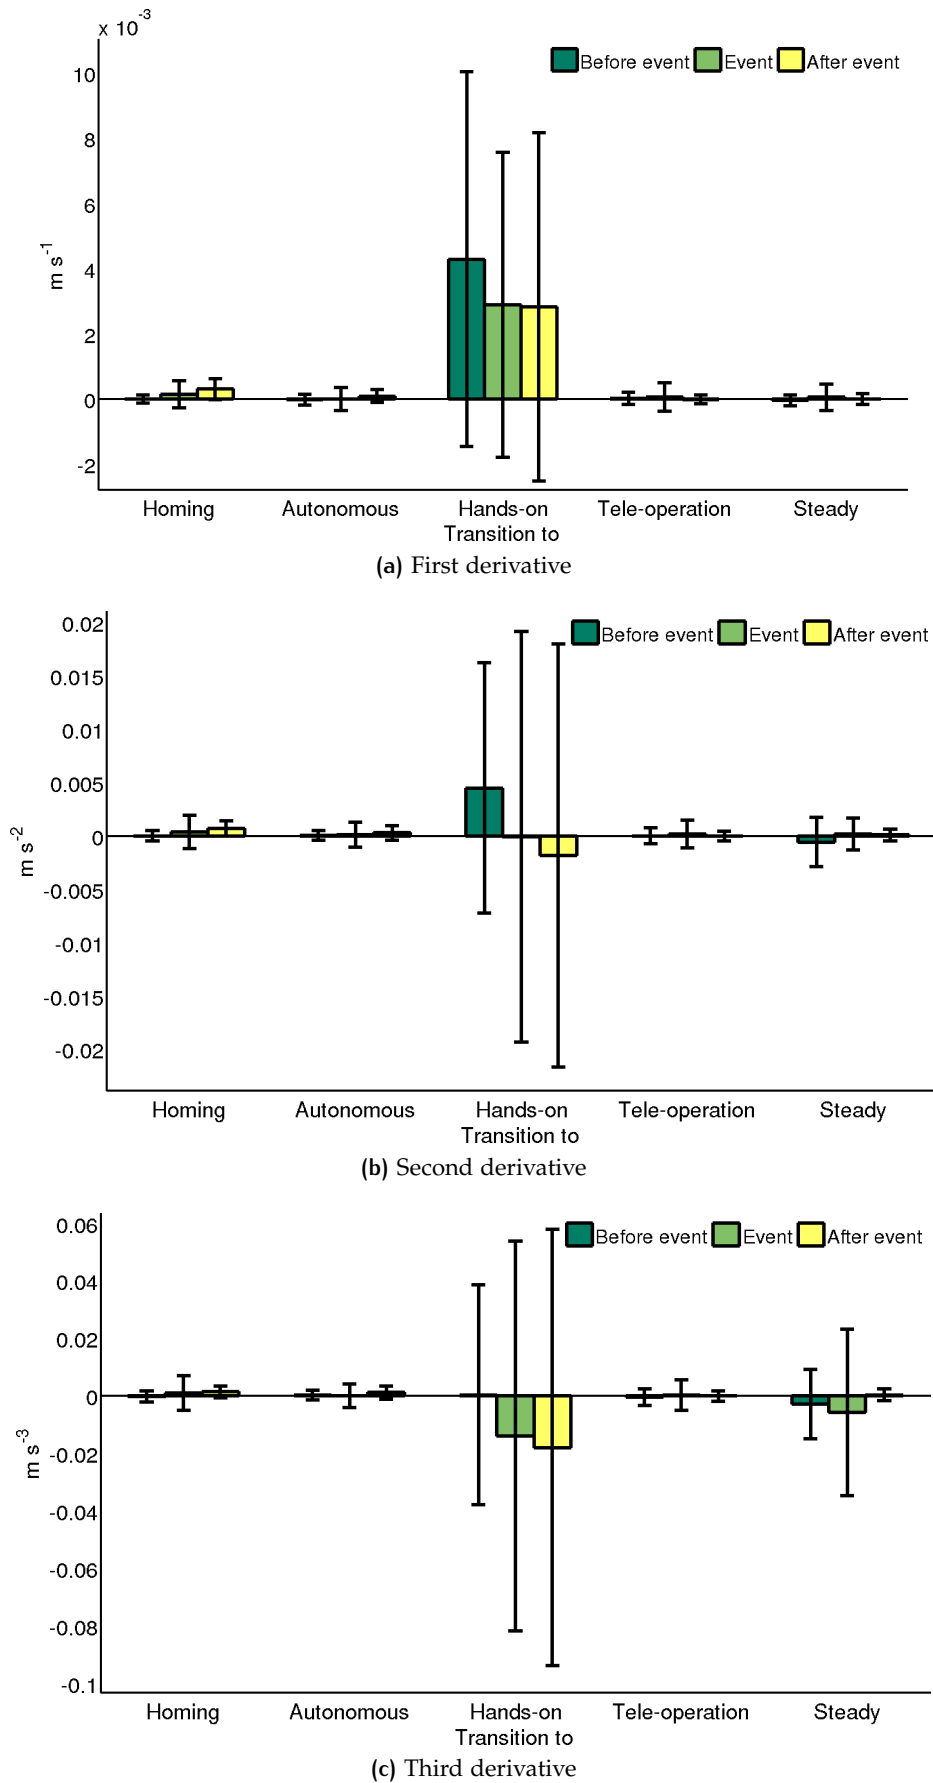 x 10-3
Before event Event After event
10
8
6
4
2
0
-2
m s-1
Homing Autonomous Hands-on Tele-operation Steady
Transition to
(a) First derivative
Before event Event After event
0.02
0.015
0.01
0.005
0
-0.005
-0.01
-0.015
-0.02
m s-2
Homing Autonomous Hands-on Tele-operation Steady
Transition to
(b) Second derivative
Before event Event After event
0.06
0.04
0.02
0
-0.02
-0.04
-0.06
-0.08
-0.1
m s-3
Homing Autonomous Hands-on Tele-operation Steady
Transition to
(c) Third derivative